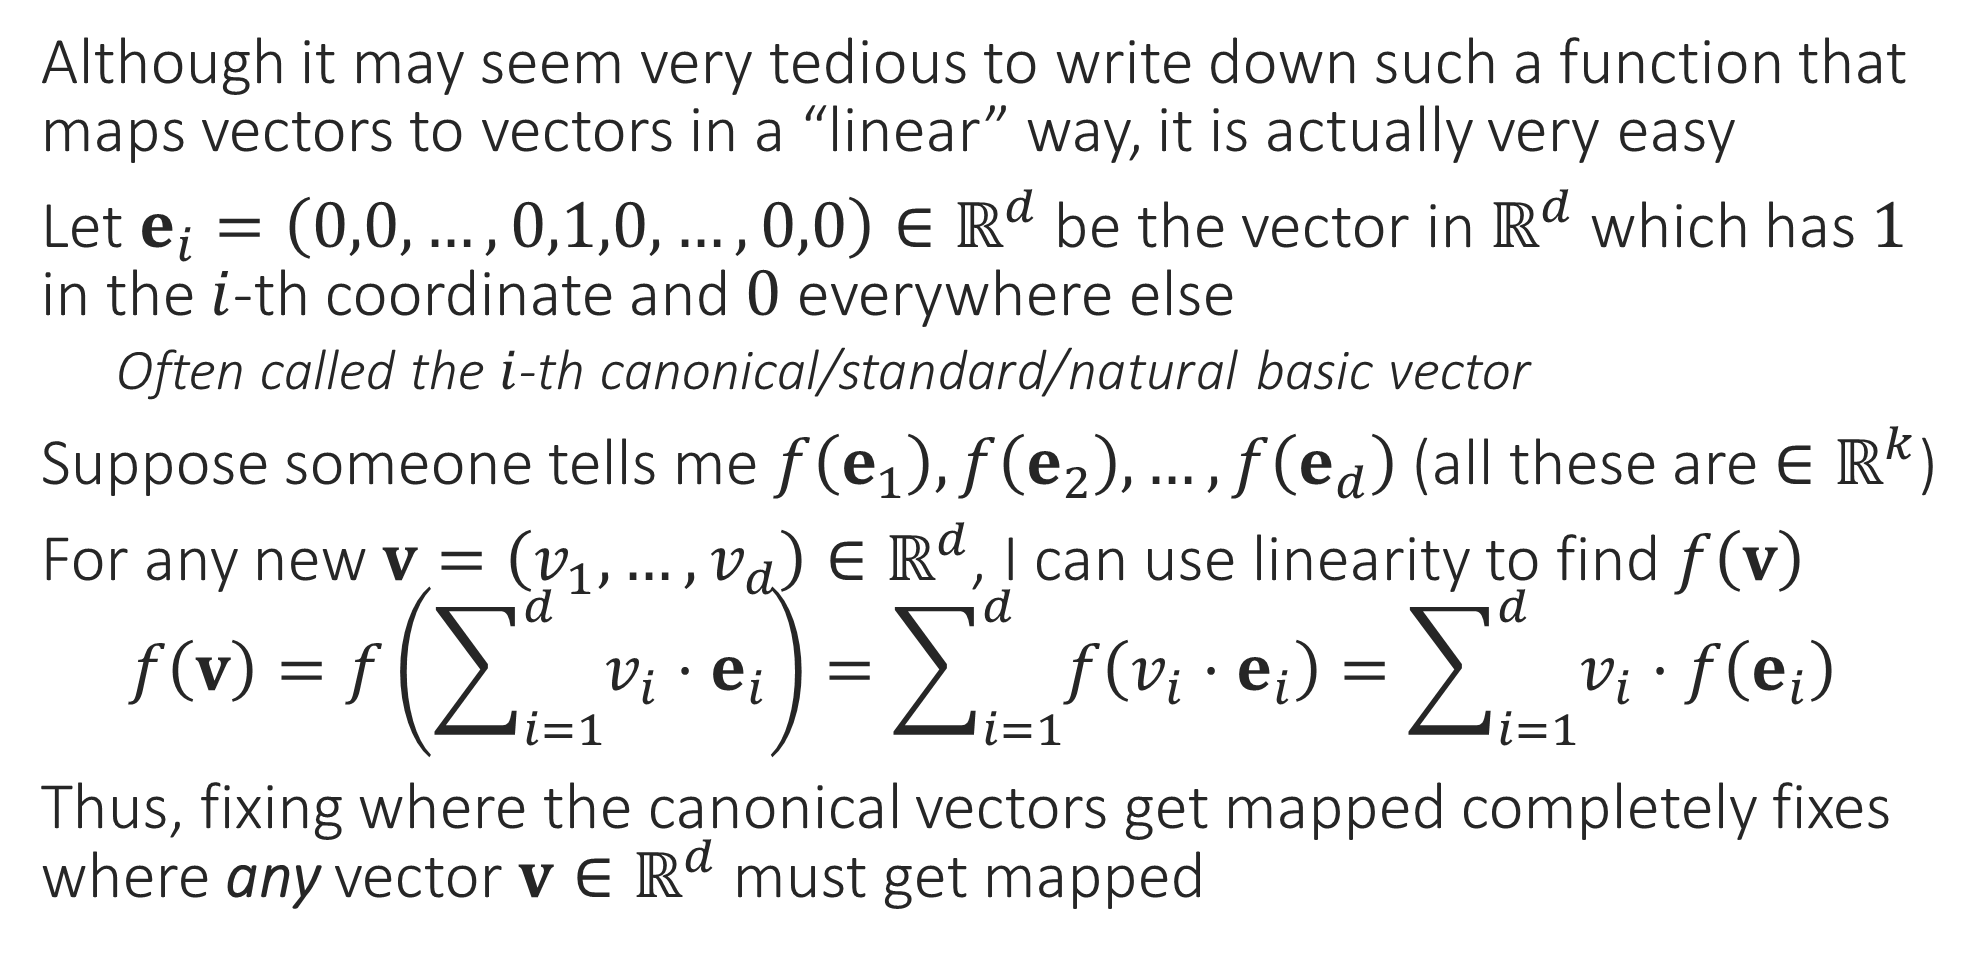 Although it may seem very tedious to write down such a function that
maps vectors to vectors in a “linear” way, it is actually very easy
Let 𝐞ᵢ = (0,0, … , 0,1,0, … , 0,0) ∈ ℝᵈ be the vector in ℝᵈ which has 1
in the 𝑖-th coordinate and 0 everywhere else
Often called the 𝑖-th canonical/standard/natural basic vector
Suppose someone tells me 𝑓(𝐞₁), 𝑓(𝐞₂), … , 𝑓(𝐞_𝑑) (all these are ∈ ℝᵏ)
For any new 𝐯 = (𝑣₁, … , 𝑣_𝑑) ∈ ℝᵈ, I can use linearity to find 𝑓(𝐯)
𝑓(𝐯) = 𝑓(∑ᵢ₌₁ᵈ 𝑣ᵢ · 𝐞ᵢ) = ∑ᵢ₌₁ᵈ 𝑓(𝑣ᵢ · 𝐞ᵢ) = ∑ᵢ₌₁ᵈ 𝑣ᵢ · 𝑓(𝐞ᵢ)
Thus, fixing where the canonical vectors get mapped completely fixes
where any vector 𝐯 ∈ ℝᵈ must get mapped